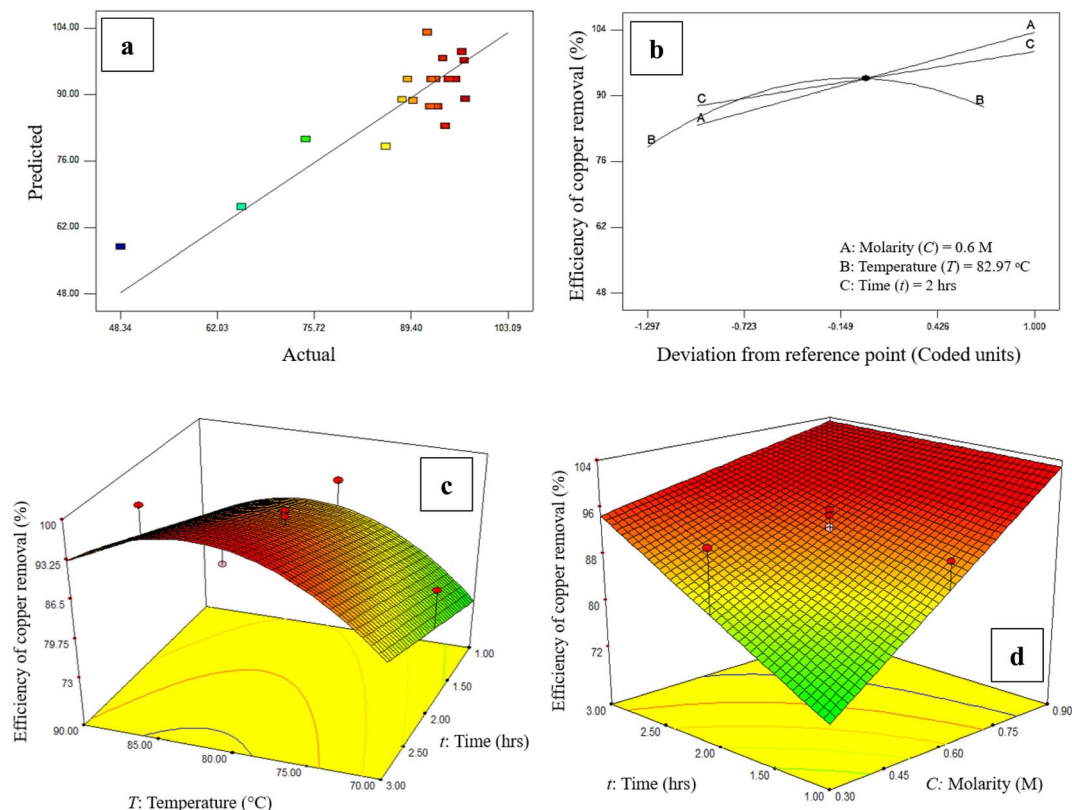 a
104.00
90.00
76.00
62.00
48.00
Predicted
48.34
62.03
75.72
89.40
103.09
Actual
b
104
90
76
62
48
Efficiency of copper removal (%)
A
C
C
A
B
B
A: Molarity (C) = 0.6 M
B: Temperature (T) = 82.97 °C
C: Time (t) = 2 hrs
-1.297
-0.723
-0.149
0.426
1.000
Deviation from reference point (Coded units)
c
100
93.25
86.5
79.75
73
Efficiency of copper removal (%)
90.00
85.00
80.00
75.00
70.00
T: Temperature (°C)
3.00
2.50
2.00
1.50
1.00
t: Time (hrs)
d
104
96
88
80
72
Efficiency of copper removal (%)
3.00
2.50
2.00
1.50
1.00
t: Time (hrs)
0.30
0.45
0.60
0.75
0.90
C: Molarity (M)